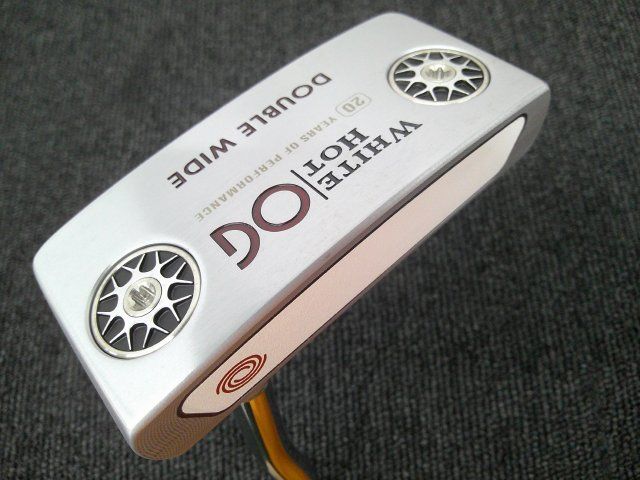 WHITE
HOT
OG
20 YEARS OF PERFORMANCE
DOUBLE WIDE